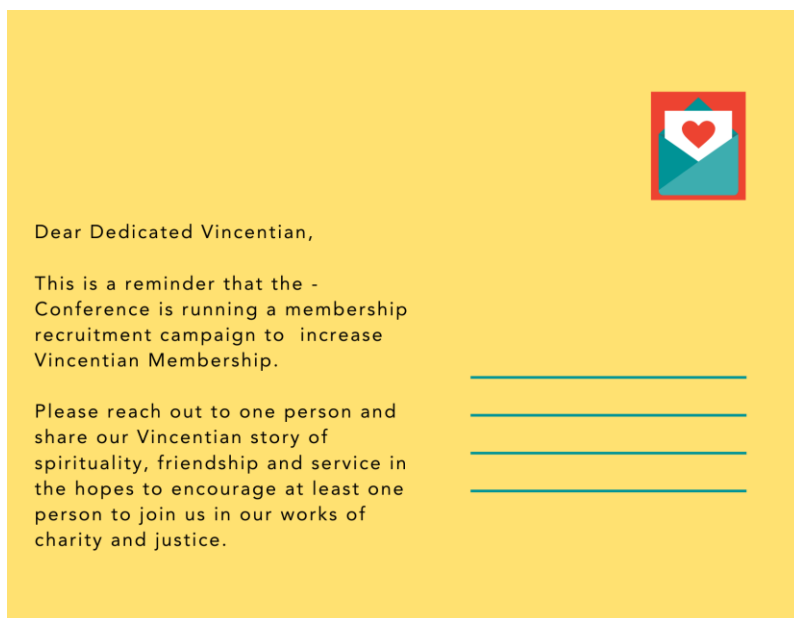 Dear Dedicated Vincentian,
This is a reminder that the -
Conference is running a membership
recruitment campaign to  increase
Vincentian Membership.
Please reach out to one person and
share our Vincentian story of
spirituality, friendship and service in
the hopes to encourage at least one
person to join us in our works of
charity and justice.